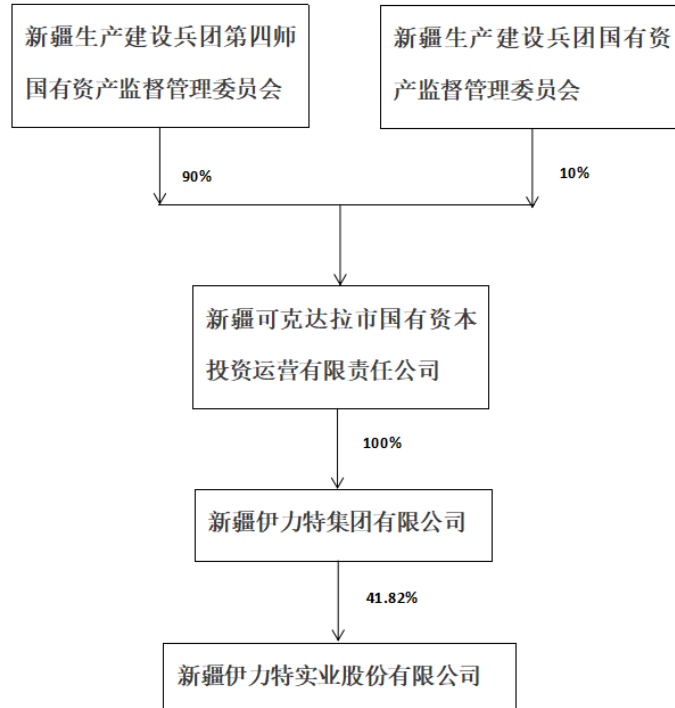 新疆生产建设兵团第四师
国有资产监督管理委员会
新疆生产建设兵团国有资
产监督管理委员会
90%
10%
新疆可克达拉市国有资本
投资运营有限责任公司
100%
新疆伊力特集团有限公司
41.82%
新疆伊力特实业股份有限公司